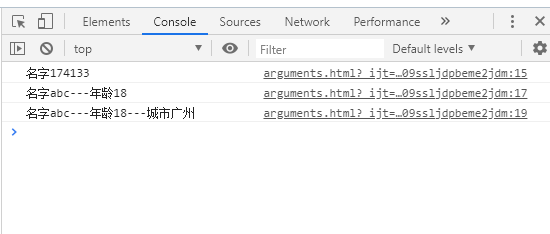 Elements Console Sources Network Performance »
top Filter Default levels
名字174133 arguments.html?_ijt=…09ssljdpbeme2jdm:15
名字abc---年龄18 arguments.html?_ijt=…09ssljdpbeme2jdm:17
名字abc---年龄18---城市广州 arguments.html?_ijt=…09ssljdpbeme2jdm:19